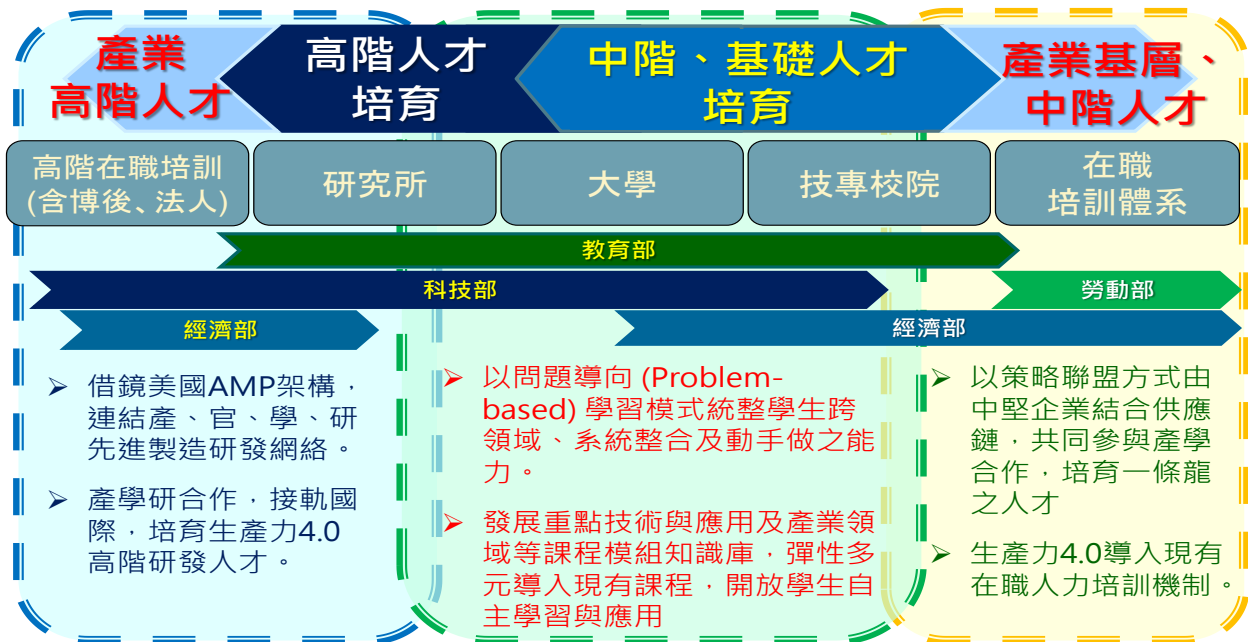 產業
高階人才
高階人才
培育
中階、基礎人才
培育
產業基層、
中階人才
高階在職培訓
(含博後、法人)
研究所
大學
技專校院
在職
培訓體系
教育部
科技部
勞動部
經濟部
經濟部
➢ 借鏡美國AMP架構，
連結產、官、學、研
先進製造研發網絡。
➢ 產學研合作，接軌國
際，培育生產力4.0
高階研發人才。
➢ 以問題導向 (Problem-
based) 學習模式統整學生跨
領域、系統整合及動手做之能
力。
➢ 發展重點技術與應用及產業領
域等課程模組知識庫，彈性多
元導入現有課程，開放學生自
主學習與應用
➢ 以策略聯盟方式由
中堅企業結合供應
鏈，共同參與產學
合作，培育一條龍
之人才
➢ 生產力4.0導入現有
在職人力培訓機制。